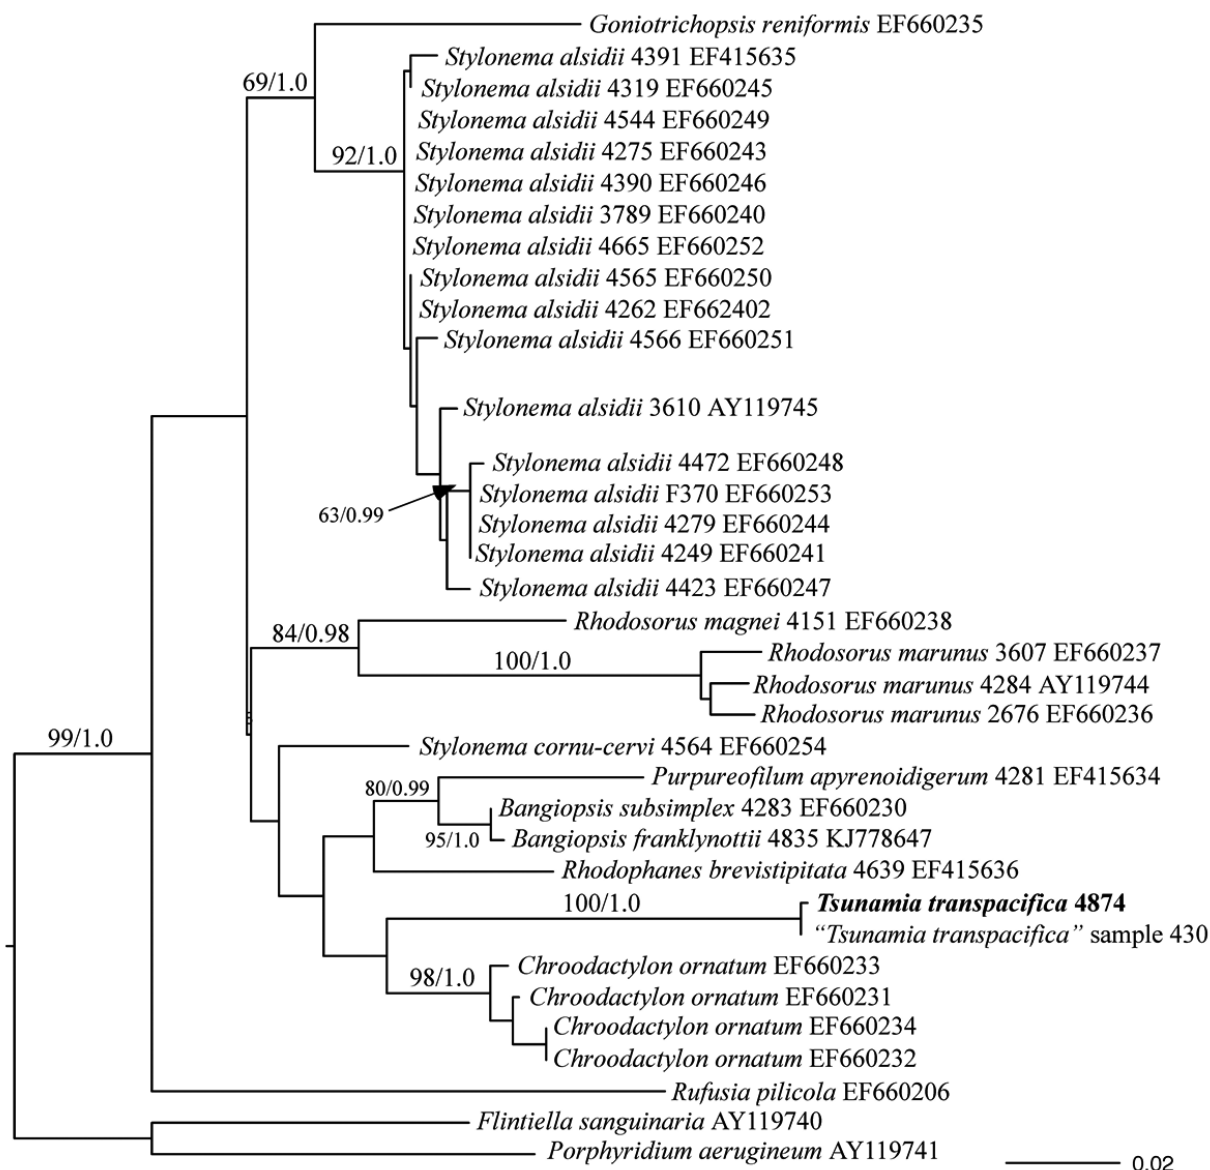 Goniotrichopsis reniformis EF660235
Stylonema alsidii 4391 EF415635
69/1.0
Stylonema alsidii 4319 EF660245
Stylonema alsidii 4544 EF660249
92/1.0
Stylonema alsidii 4275 EF660243
Stylonema alsidii 4390 EF660246
Stylonema alsidii 3789 EF660240
Stylonema alsidii 4665 EF660252
Stylonema alsidii 4565 EF660250
Stylonema alsidii 4262 EF662402
Stylonema alsidii 4566 EF660251
Stylonema alsidii 3610 AY119745
Stylonema alsidii 4472 EF660248
Stylonema alsidii F370 EF660253
63/0.99
Stylonema alsidii 4279 EF660244
Stylonema alsidii 4249 EF660241
Stylonema alsidii 4423 EF660247
Rhodosorus magnei 4151 EF660238
84/0.98
Rhodosorus marunus 3607 EF660237
100/1.0
Rhodosorus marunus 4284 AY119744
Rhodosorus marunus 2676 EF660236
99/1.0
Stylonema cornu-cervi 4564 EF660254
Purpureofilum apyrenoidigerum 4281 EF415634
80/0.99
Bangiopsis subsimplex 4283 EF660230
95/1.0
Bangiopsis franklynottii 4835 KJ778647
Rhodophanes brevistipitata 4639 EF415636
100/1.0
Tsunamia transpacifica 4874
“Tsunamia transpacifica” sample 430
Chroodactylon ornatum EF660233
98/1.0
Chroodactylon ornatum EF660231
Chroodactylon ornatum EF660234
Chroodactylon ornatum EF660232
Rufusia pilicola EF660206
Flintiella sanguinaria AY119740
Porphyridium aerugineum AY119741
0.02